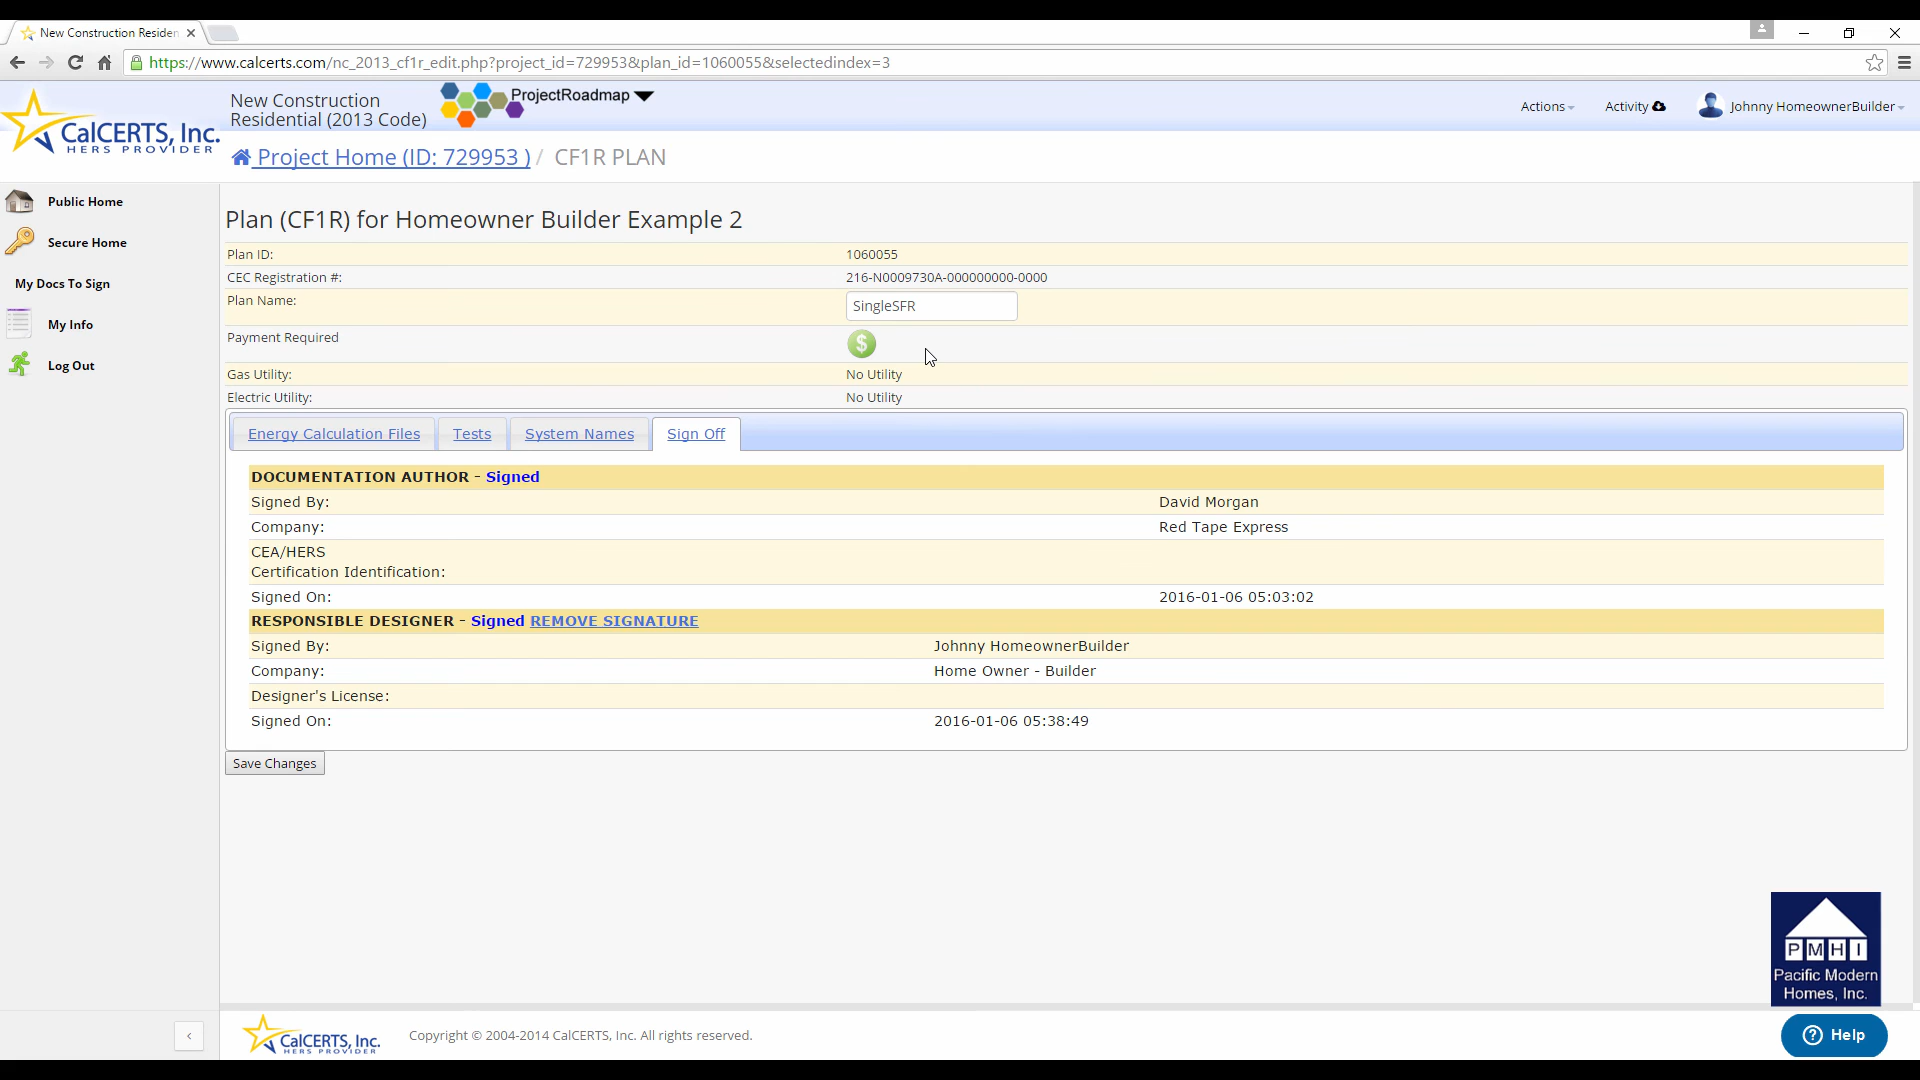 New Construction Residen
https://www.calcerts.com/nc_2013_cf1r_edit.php?project_id=729953&plan_id=1060055&selectedindex=3
CalCERTS, Inc.
HERS PROVIDER
New Construction
Residential (2013 Code)
ProjectRoadmap
Actions
Activity
Johnny HomeownerBuilder
Project Home (ID: 729953 ) / CF1R PLAN
Public Home
Secure Home
My Docs To Sign
My Info
Log Out
Plan (CF1R) for Homeowner Builder Example 2
Plan ID: 1060055
CEC Registration #: 216-N0009730A-000000000-0000
Plan Name: SingleSFR
Payment Required $
Gas Utility: No Utility
Electric Utility: No Utility
Energy Calculation Files Tests System Names Sign Off
DOCUMENTATION AUTHOR - Signed
Signed By: David Morgan
Company: Red Tape Express
CEA/HERS
Certification Identification:
Signed On: 2016-01-06 05:03:02
RESPONSIBLE DESIGNER - Signed REMOVE SIGNATURE
Signed By: Johnny HomeownerBuilder
Company: Home Owner - Builder
Designer's License:
Signed On: 2016-01-06 05:38:49
Save Changes
PMHI
Pacific Modern
Homes, Inc.
CalCERTS, Inc.
HERS PROVIDER
Copyright © 2004-2014 CalCERTS, Inc. All rights reserved.
? Help